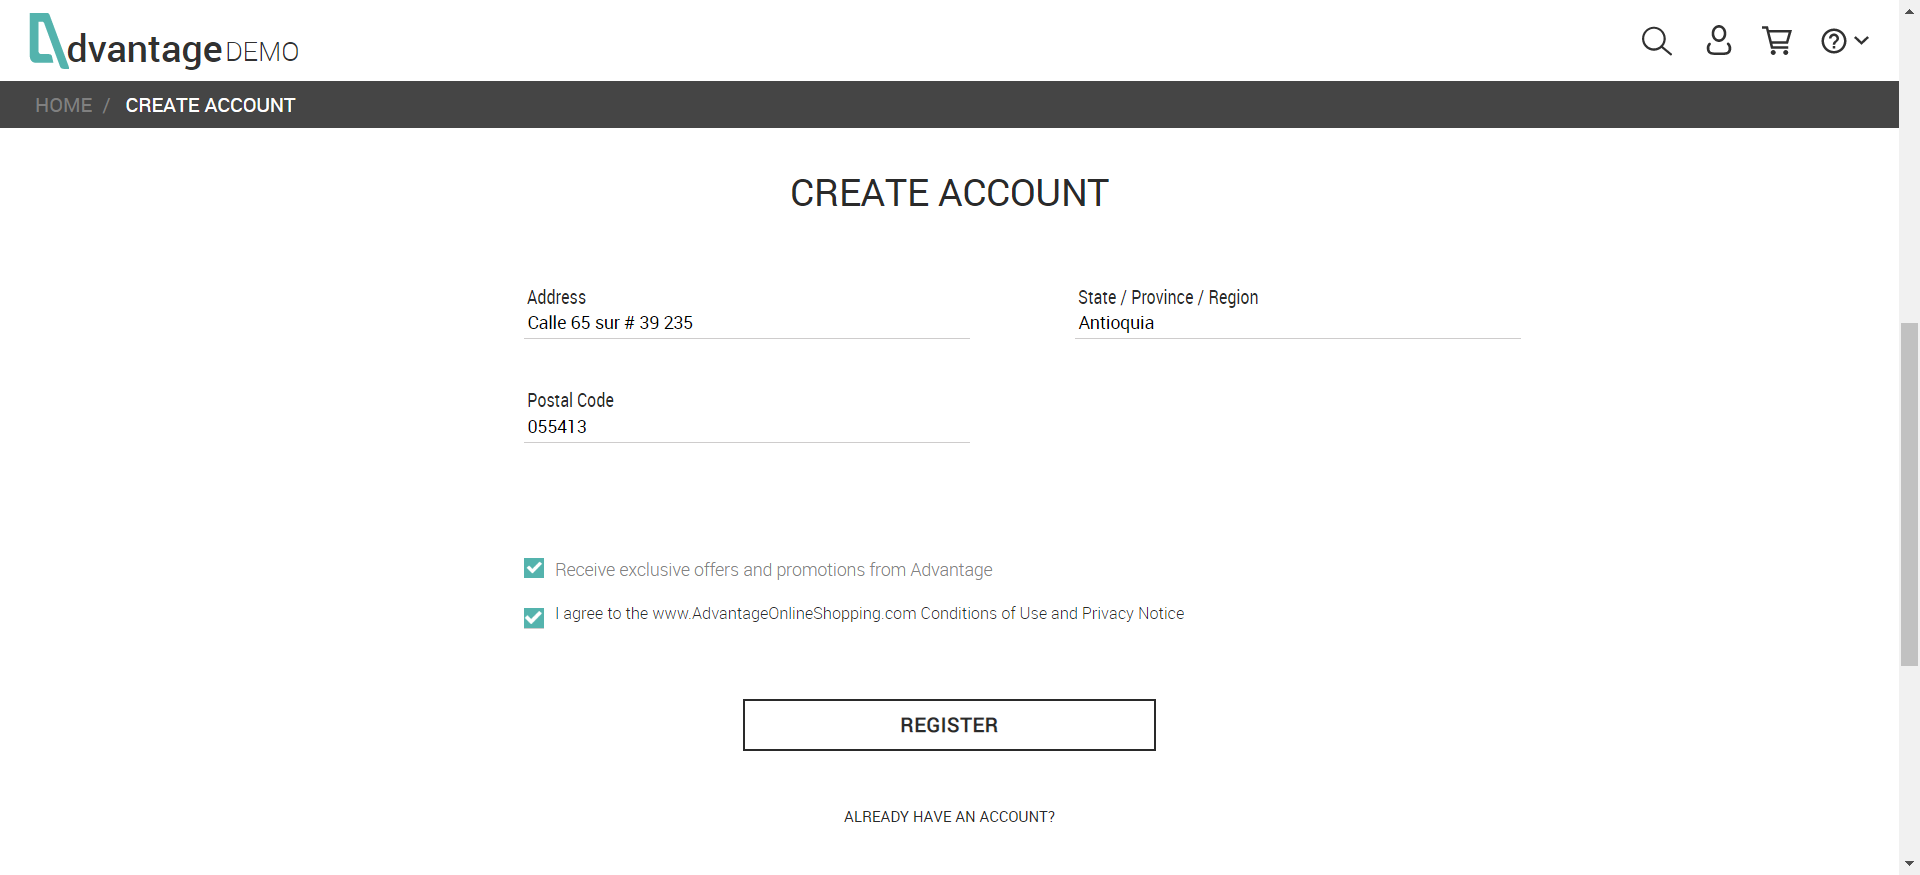 dvantage DEMO
HOME / CREATE ACCOUNT
CREATE ACCOUNT
Address
Calle 65 sur # 39 235
State / Province / Region
Antioquia
Postal Code
055413
Receive exclusive offers and promotions from Advantage
I agree to the www.AdvantageOnlineShopping.com Conditions of Use and Privacy Notice
REGISTER
ALREADY HAVE AN ACCOUNT?